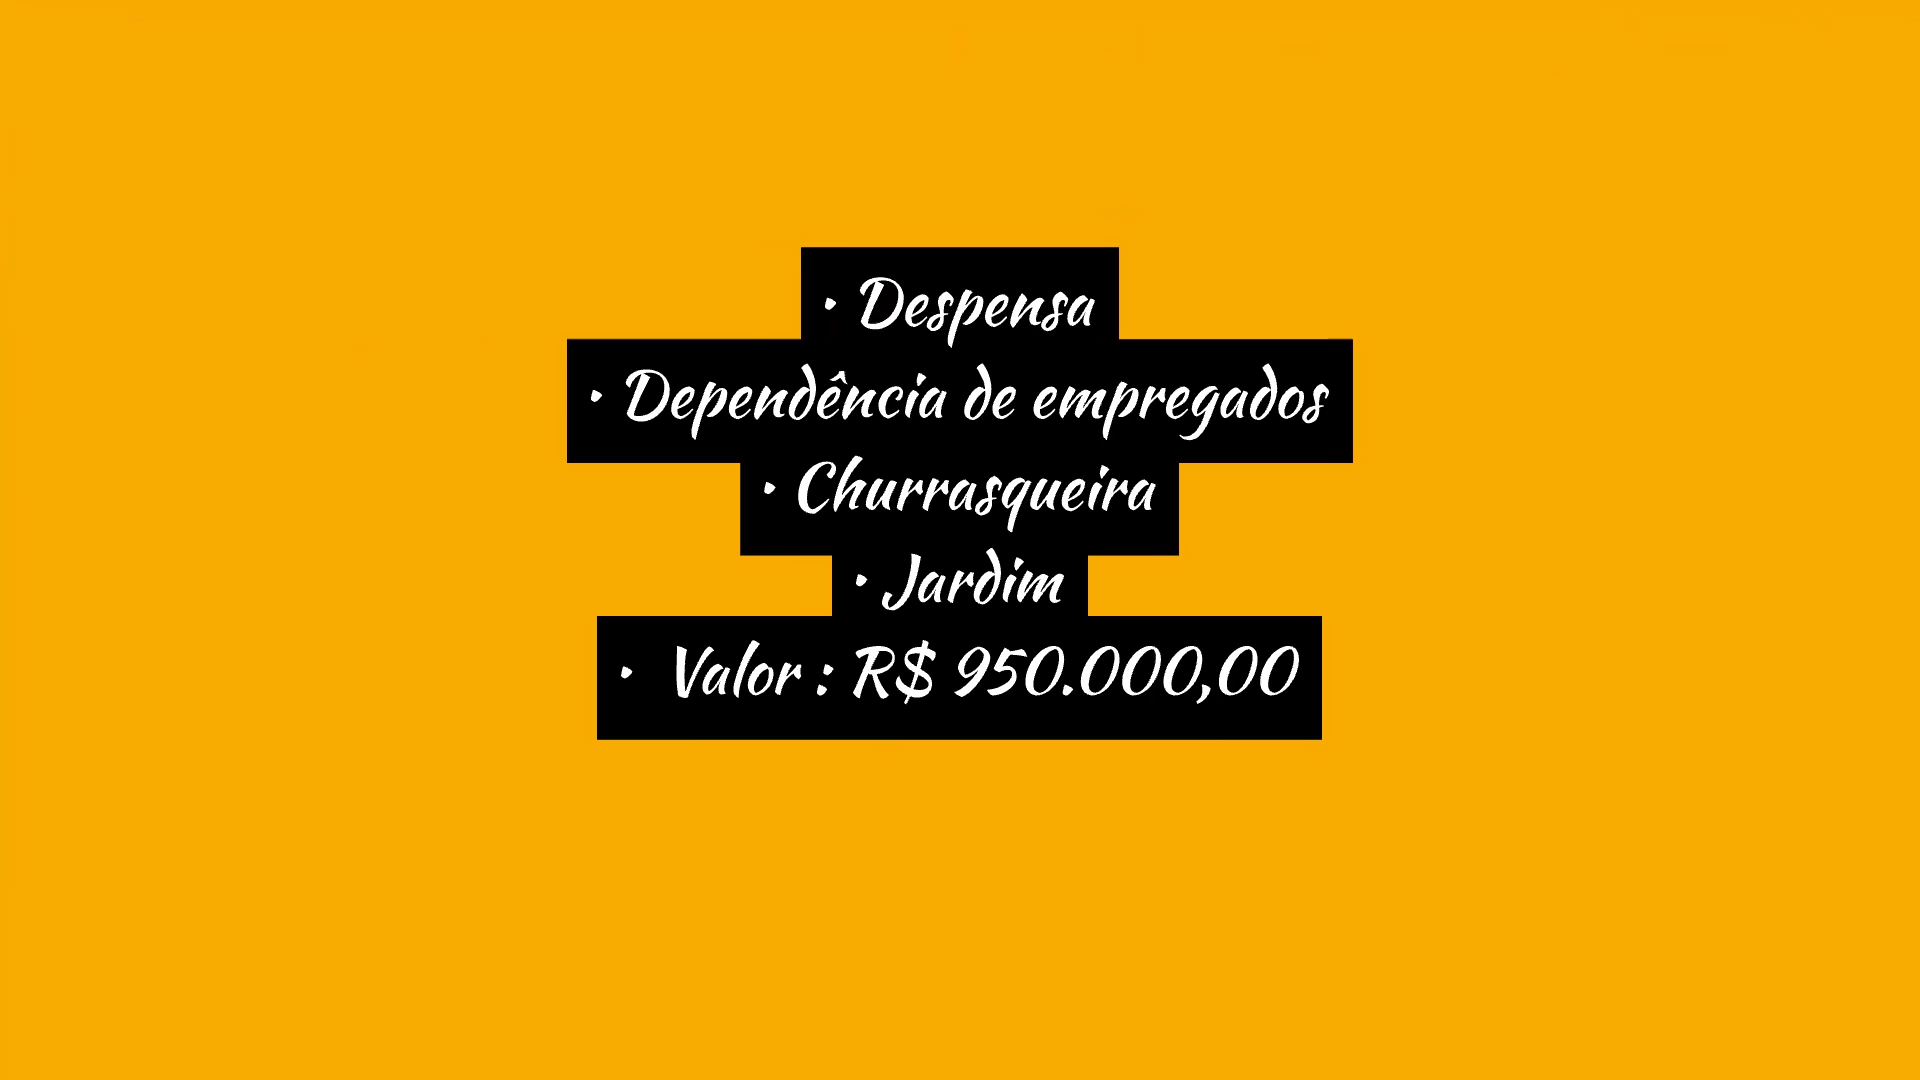 • Despensa
• Dependência de empregados
• Churrasqueira
• Jardim
• Valor : R$ 950.000,00